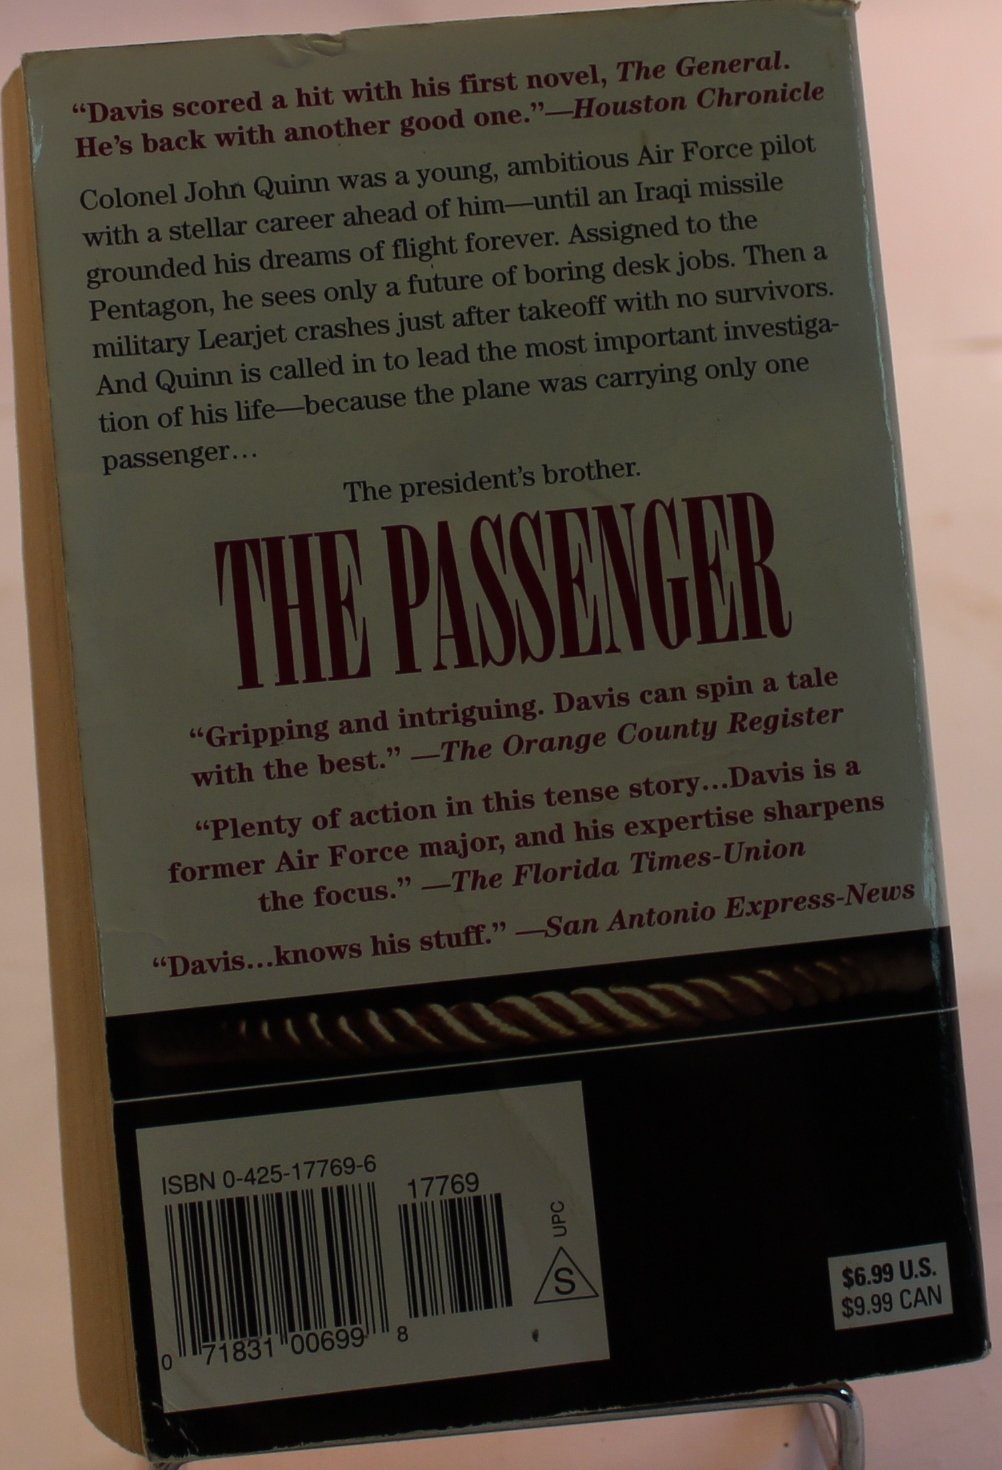 “Davis scored a hit with his first novel, The General.
He’s back with another good one.”—Houston Chronicle
Colonel John Quinn was a young, ambitious Air Force pilot
with a stellar career ahead of him—until an Iraqi missile
grounded his dreams of flight forever. Assigned to the
Pentagon, he sees only a future of boring desk jobs. Then a
military Learjet crashes just after takeoff with no survivors.
And Quinn is called in to lead the most important investiga-
tion of his life—because the plane was carrying only one
passenger…
The president’s brother.
THE PASSENGER
“Gripping and intriguing. Davis can spin a tale
with the best.” —The Orange County Register
“Plenty of action in this tense story…Davis is a
former Air Force major, and his expertise sharpens
the focus.” —The Florida Times-Union
“Davis…knows his stuff.” —San Antonio Express-News
ISBN 0-425-17769-6
17769
UPC
S
0 71831 00699 8
$6.99 U.S.
$9.99 CAN